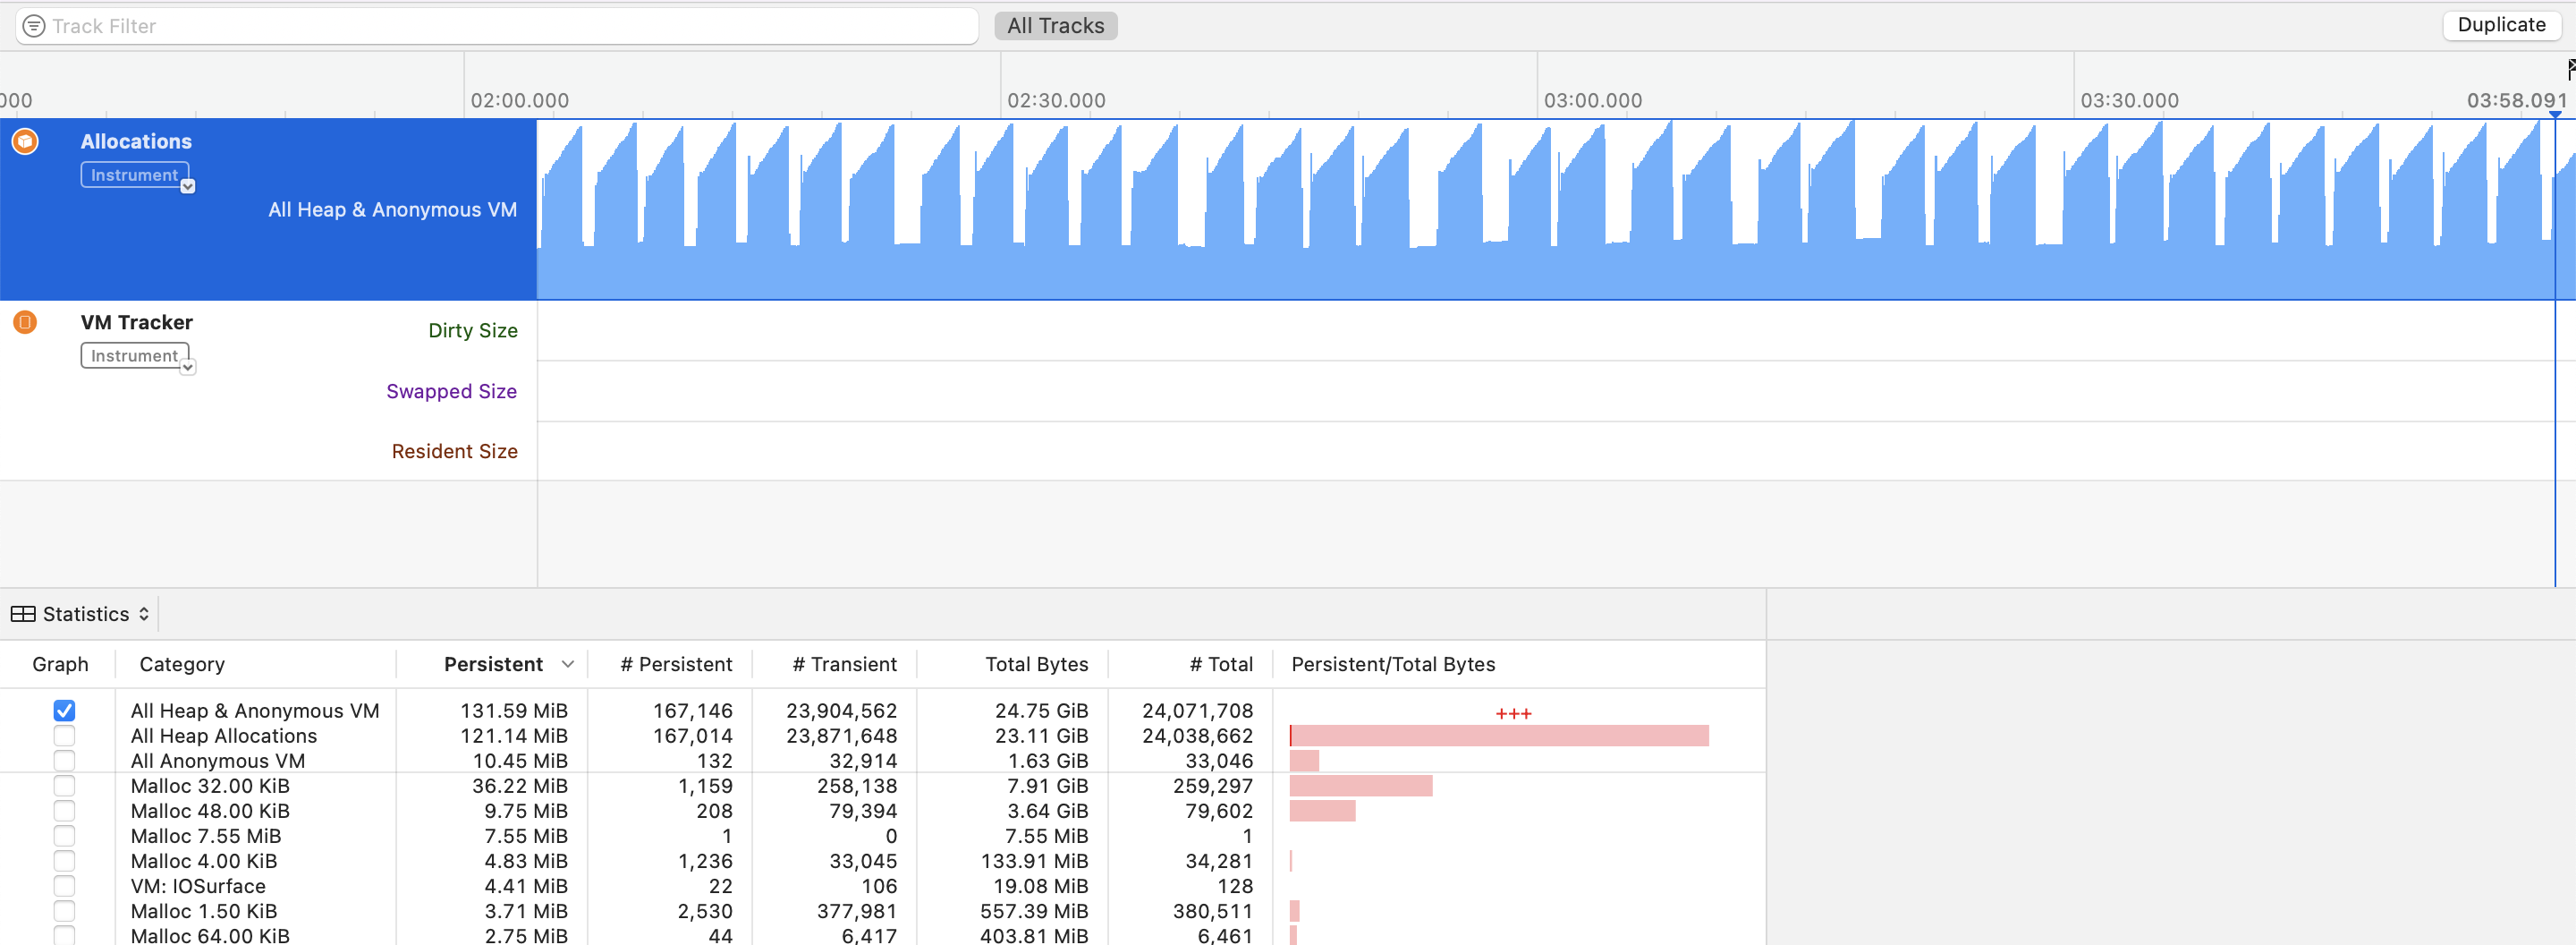 Track Filter
All Tracks
Duplicate
000
02:00.000
02:30.000
03:00.000
03:30.000
03:58.091
Allocations
Instrument
All Heap & Anonymous VM
VM Tracker
Instrument
Dirty Size
Swapped Size
Resident Size
Statistics
Graph Category Persistent # Persistent # Transient Total Bytes # Total Persistent/Total Bytes
All Heap & Anonymous VM 131.59 MiB 167,146 23,904,562 24.75 GiB 24,071,708 +++
All Heap Allocations 121.14 MiB 167,014 23,871,648 23.11 GiB 24,038,662
All Anonymous VM 10.45 MiB 132 32,914 1.63 GiB 33,046
Malloc 32.00 KiB 36.22 MiB 1,159 258,138 7.91 GiB 259,297
Malloc 48.00 KiB 9.75 MiB 208 79,394 3.64 GiB 79,602
Malloc 7.55 MiB 7.55 MiB 1 0 7.55 MiB 1
Malloc 4.00 KiB 4.83 MiB 1,236 33,045 133.91 MiB 34,281
VM: IOSurface 4.41 MiB 22 106 19.08 MiB 128
Malloc 1.50 KiB 3.71 MiB 2,530 377,981 557.39 MiB 380,511
Malloc 64.00 KiB 2.75 MiB 44 6,417 403.81 MiB 6,461